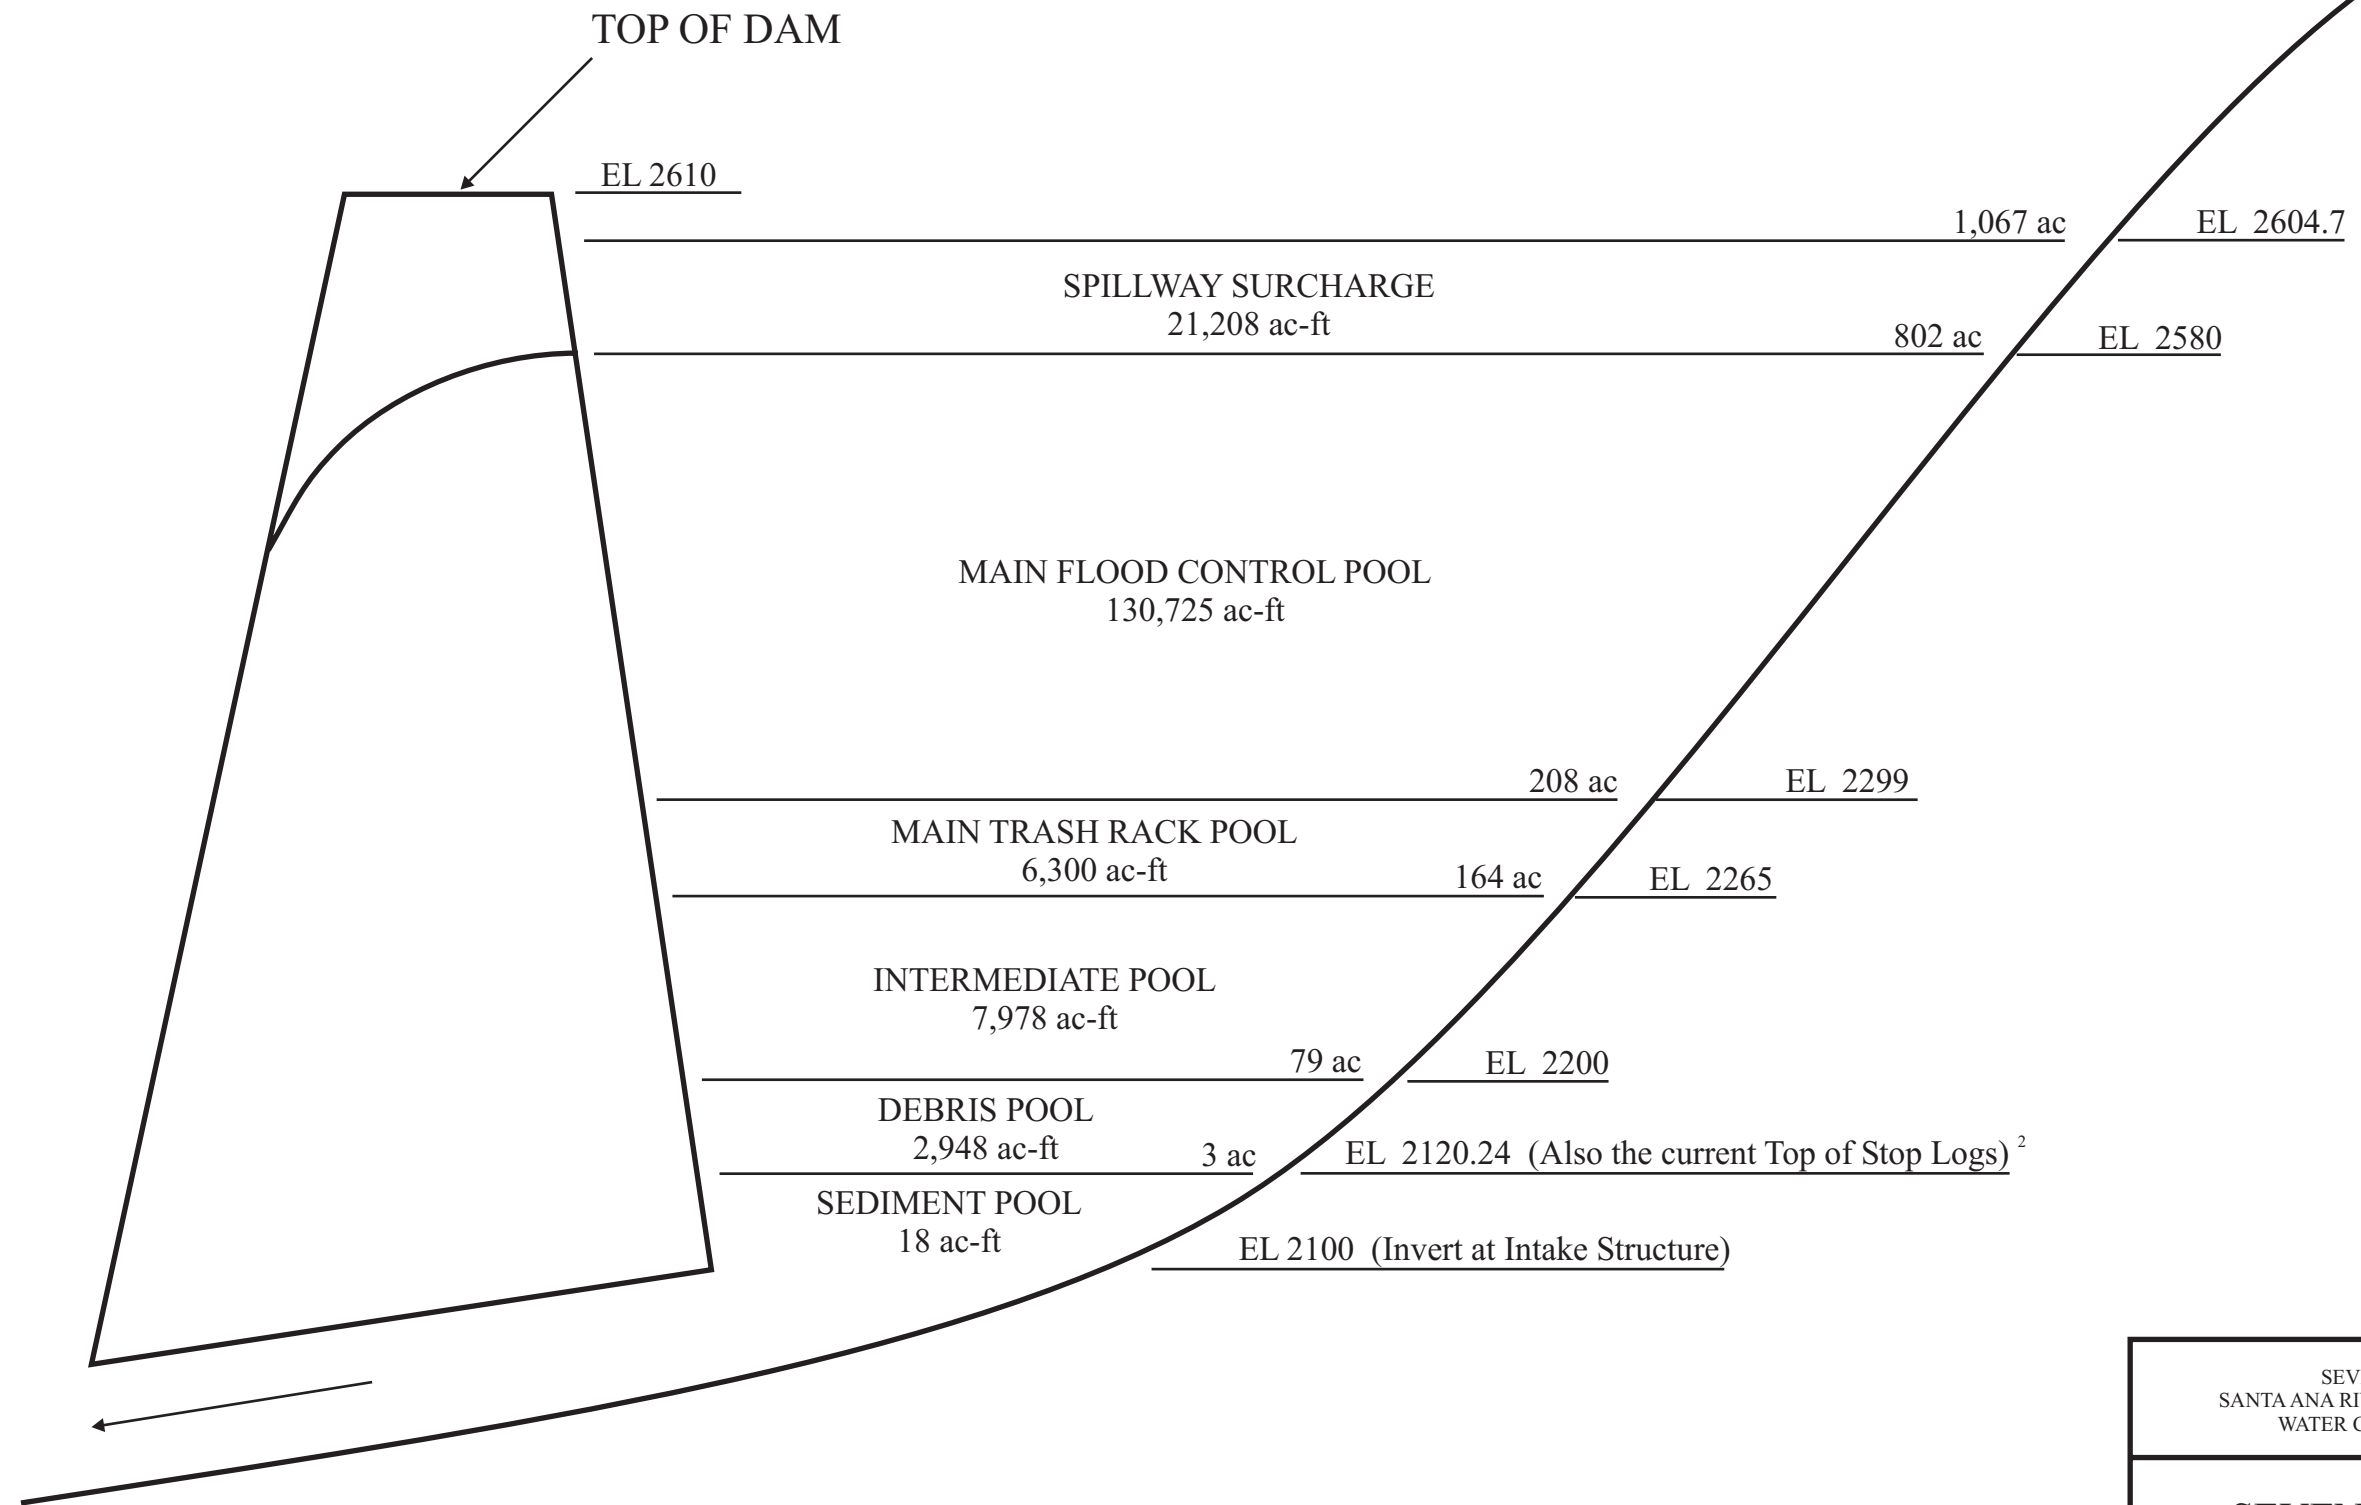 TOP OF DAM
EL 2610
1,067 ac
EL 2604.7
SPILLWAY SURCHARGE
21,208 ac-ft
802 ac
EL 2580
MAIN FLOOD CONTROL POOL
130,725 ac-ft
208 ac
EL 2299
MAIN TRASH RACK POOL
6,300 ac-ft
164 ac
EL 2265
INTERMEDIATE POOL
7,978 ac-ft
79 ac
EL 2200
DEBRIS POOL
2,948 ac-ft
3 ac
EL 2120.24 (Also the current Top of Stop Logs) 2
SEDIMENT POOL
18 ac-ft
EL 2100 (Invert at Intake Structure)
SANTA ANA
WATER